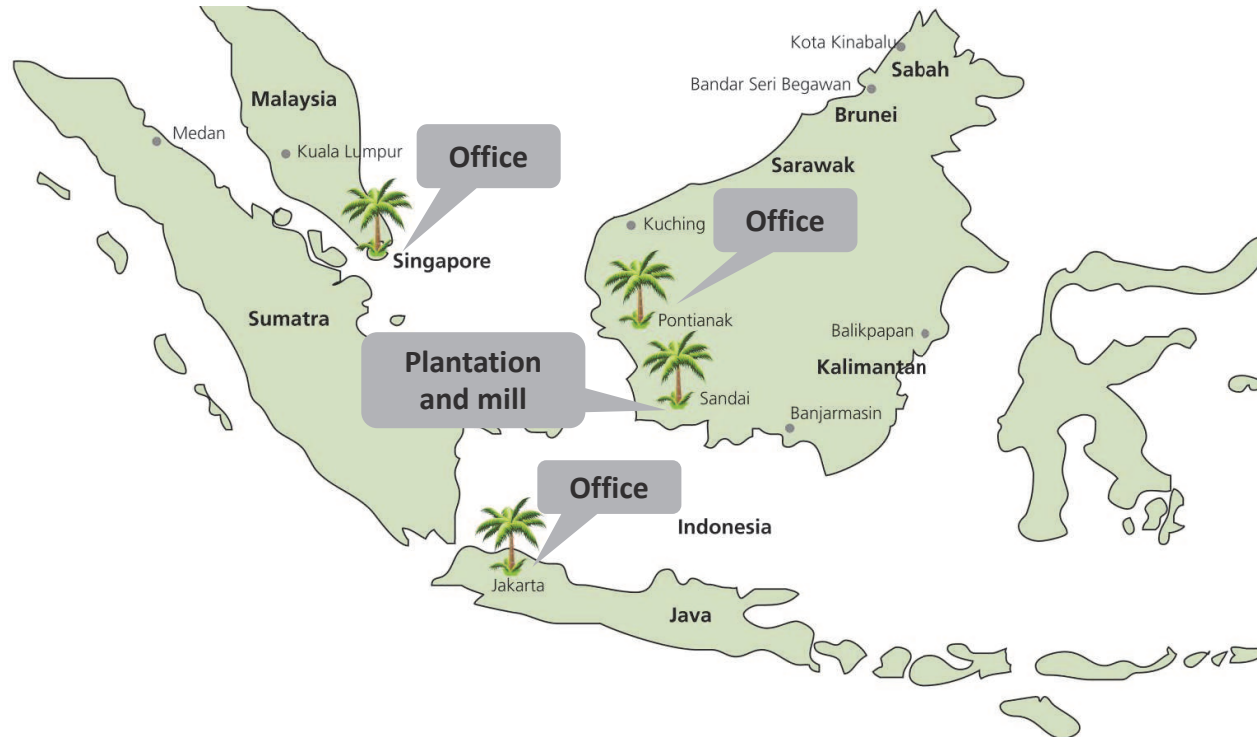 Kota Kinabalu
Sabah
Bandar Seri Begawan
Brunei
Malaysia
Medan
Kuala Lumpur
Office
Sarawak
Kuching
Office
Singapore
Sumatra
Pontianak
Balikpapan
Plantation
and mill
Kalimantan
Sandai
Banjarmasin
Office
Indonesia
Jakarta
Java